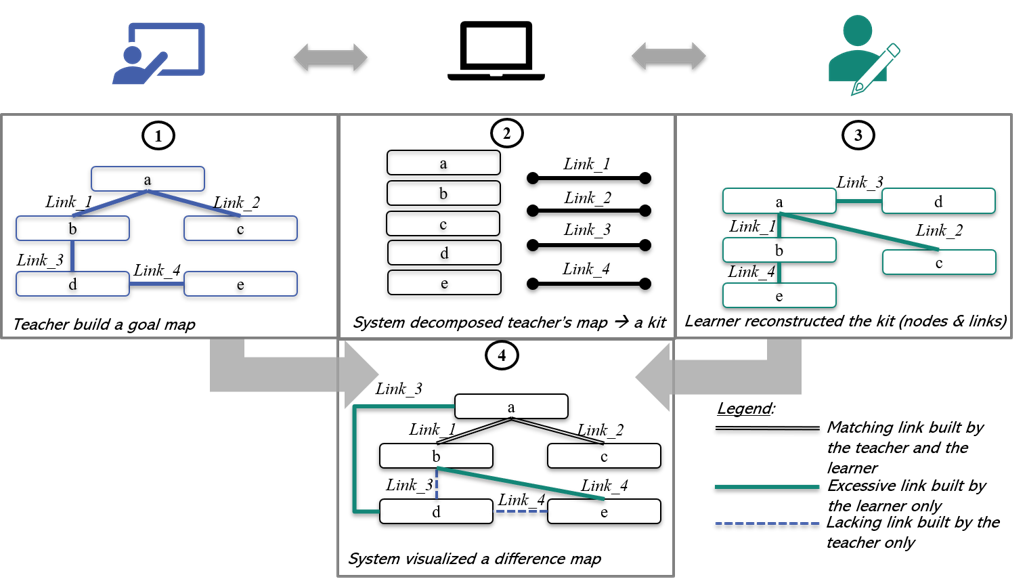 1
a
Link_1
Link_2
b
c
Link_3
Link_4
d
e
Teacher build a goal map
2
a
Link_1
b
Link_2
c
Link_3
d
Link_4
e
System decomposed teacher's map → a kit
3
Link_3
a
d
Link_1
Link_2
b
c
Link_4
e
Learner reconstructed the kit (nodes & links)
4
Link_3
a
Link_1
Link_2
b
c
Link_3
Link_4
Link_4
d
e
System visualized a difference map
Legend:
Matching link built by
the teacher and the
learner
Excessive link built by
the learner only
Lacking link built by the
teacher only